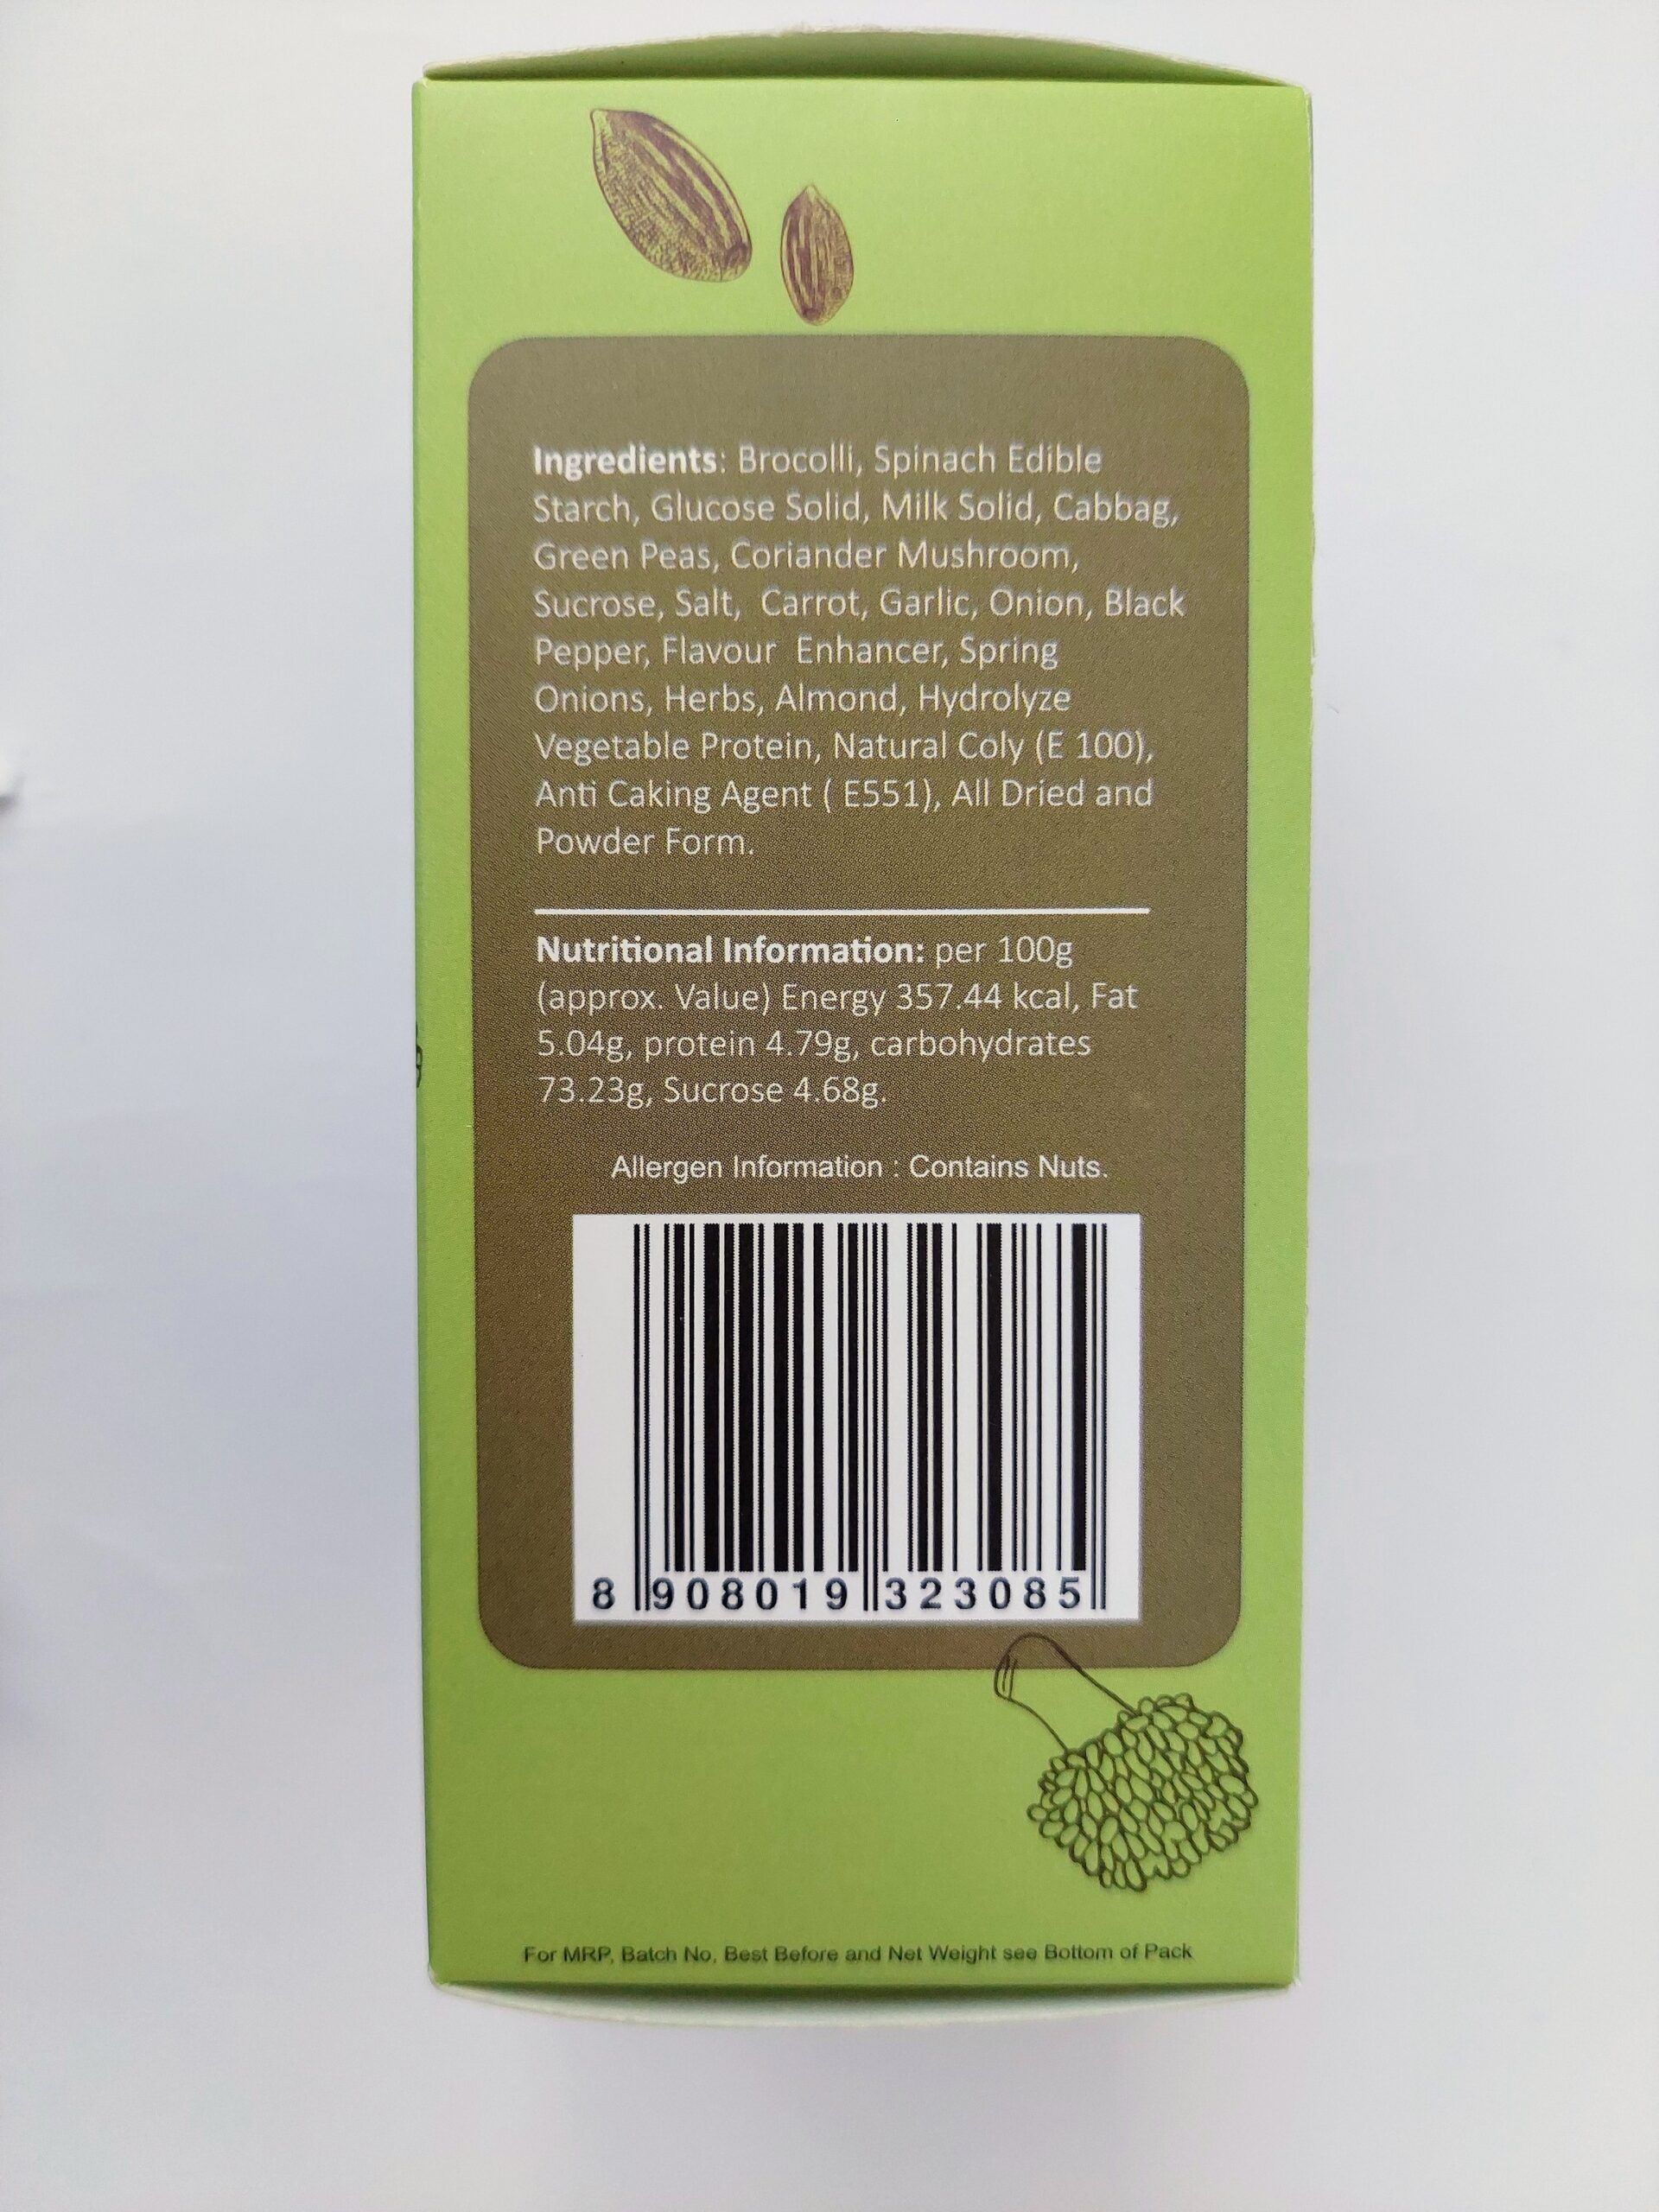 Ingredients: Brocolli, Spinach Edible
Starch, Glucose Solid, Milk Solid, Cabbag,
Green Peas, Coriander Mushroom,
Sucrose, Salt, Carrot, Garlic, Onion, Black
Pepper, Flavour Enhancer, Spring
Onions, Herbs, Almond, Hydrolyze
Vegetable Protein, Natural Coly (E 100),
Anti Caking Agent ( E551), All Dried and
Powder Form.
Nutritional Information: per 100g
(approx. Value) Energy 357.44 kcal, Fat
5.04g, protein 4.79g, carbohydrates
73.23g, Sucrose 4.68g.
Allergen Information : Contains Nuts.
8 908019 323085
For MRP, Batch No, Best Before and Net Weight see Bottom of Pack